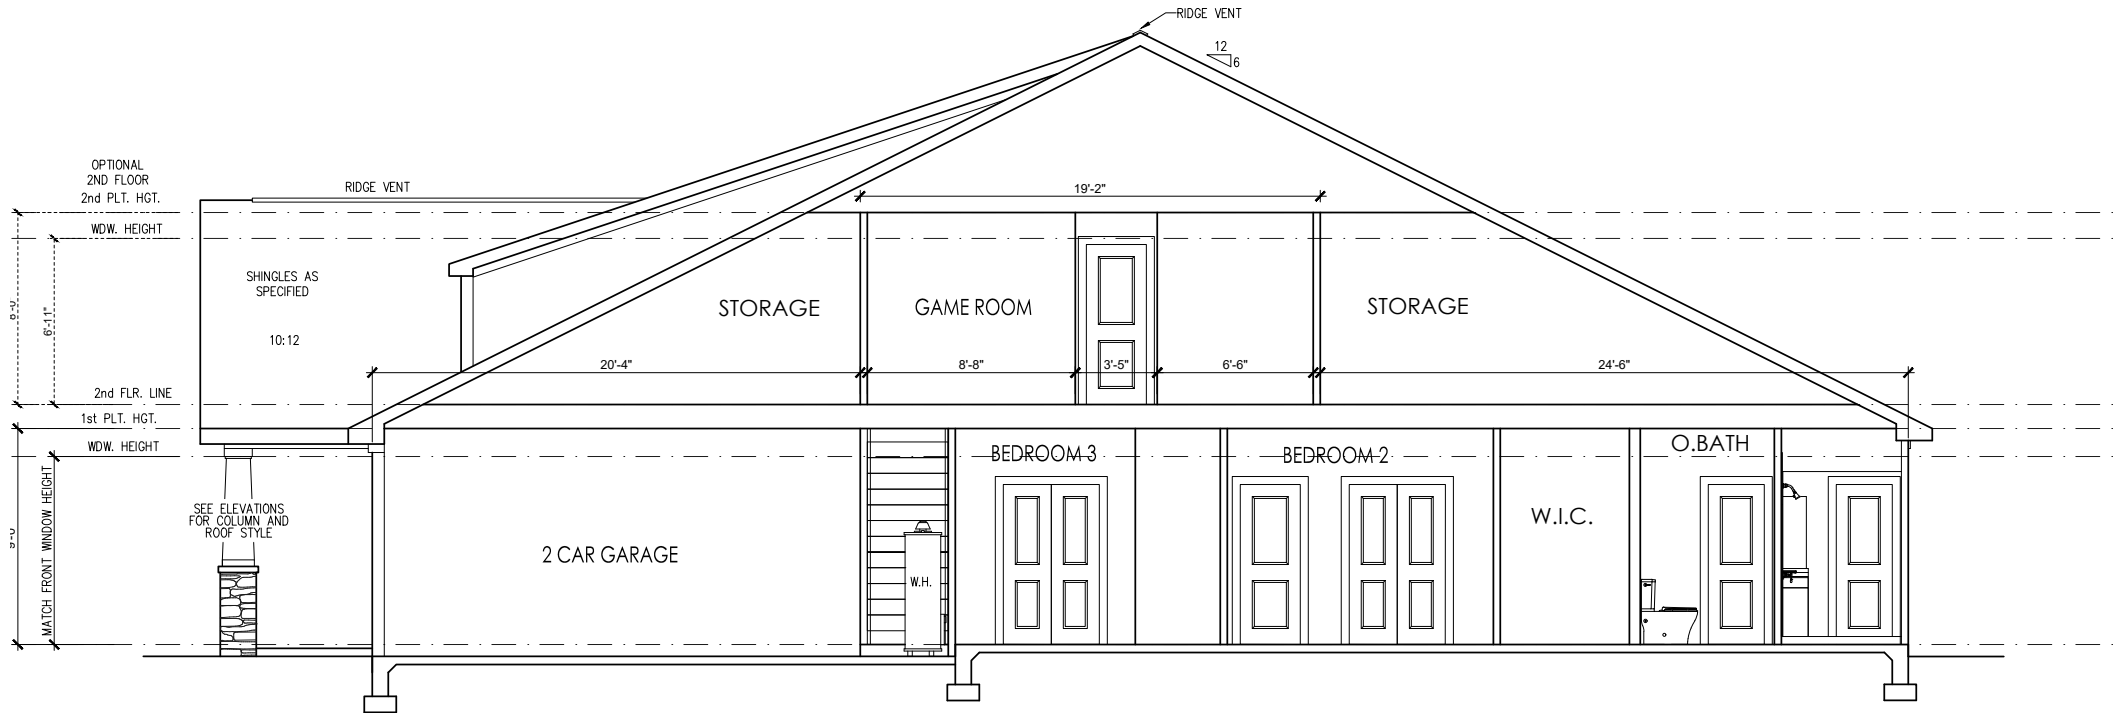 RIDGE VENT
12
6
OPTIONAL
2ND FLOOR
2nd PLT. HGT.
RIDGE VENT
19'-2"
WDW. HEIGHT
SHINGLES AS
SPECIFIED
10:12
6'-11"
STORAGE
GAME ROOM
STORAGE
20'-4"
8'-8"
3'-5"
6'-6"
24'-6"
2nd FLR. LINE
1st PLT. HGT.
WDW. HEIGHT
MATCH FRONT WINDOW HEIGHT
SEE ELEVATIONS
FOR COLUMN AND
ROOF STYLE
2 CAR GARAGE
W.H.
BEDROOM 3
BEDROOM 2
W.I.C.
O.BATH